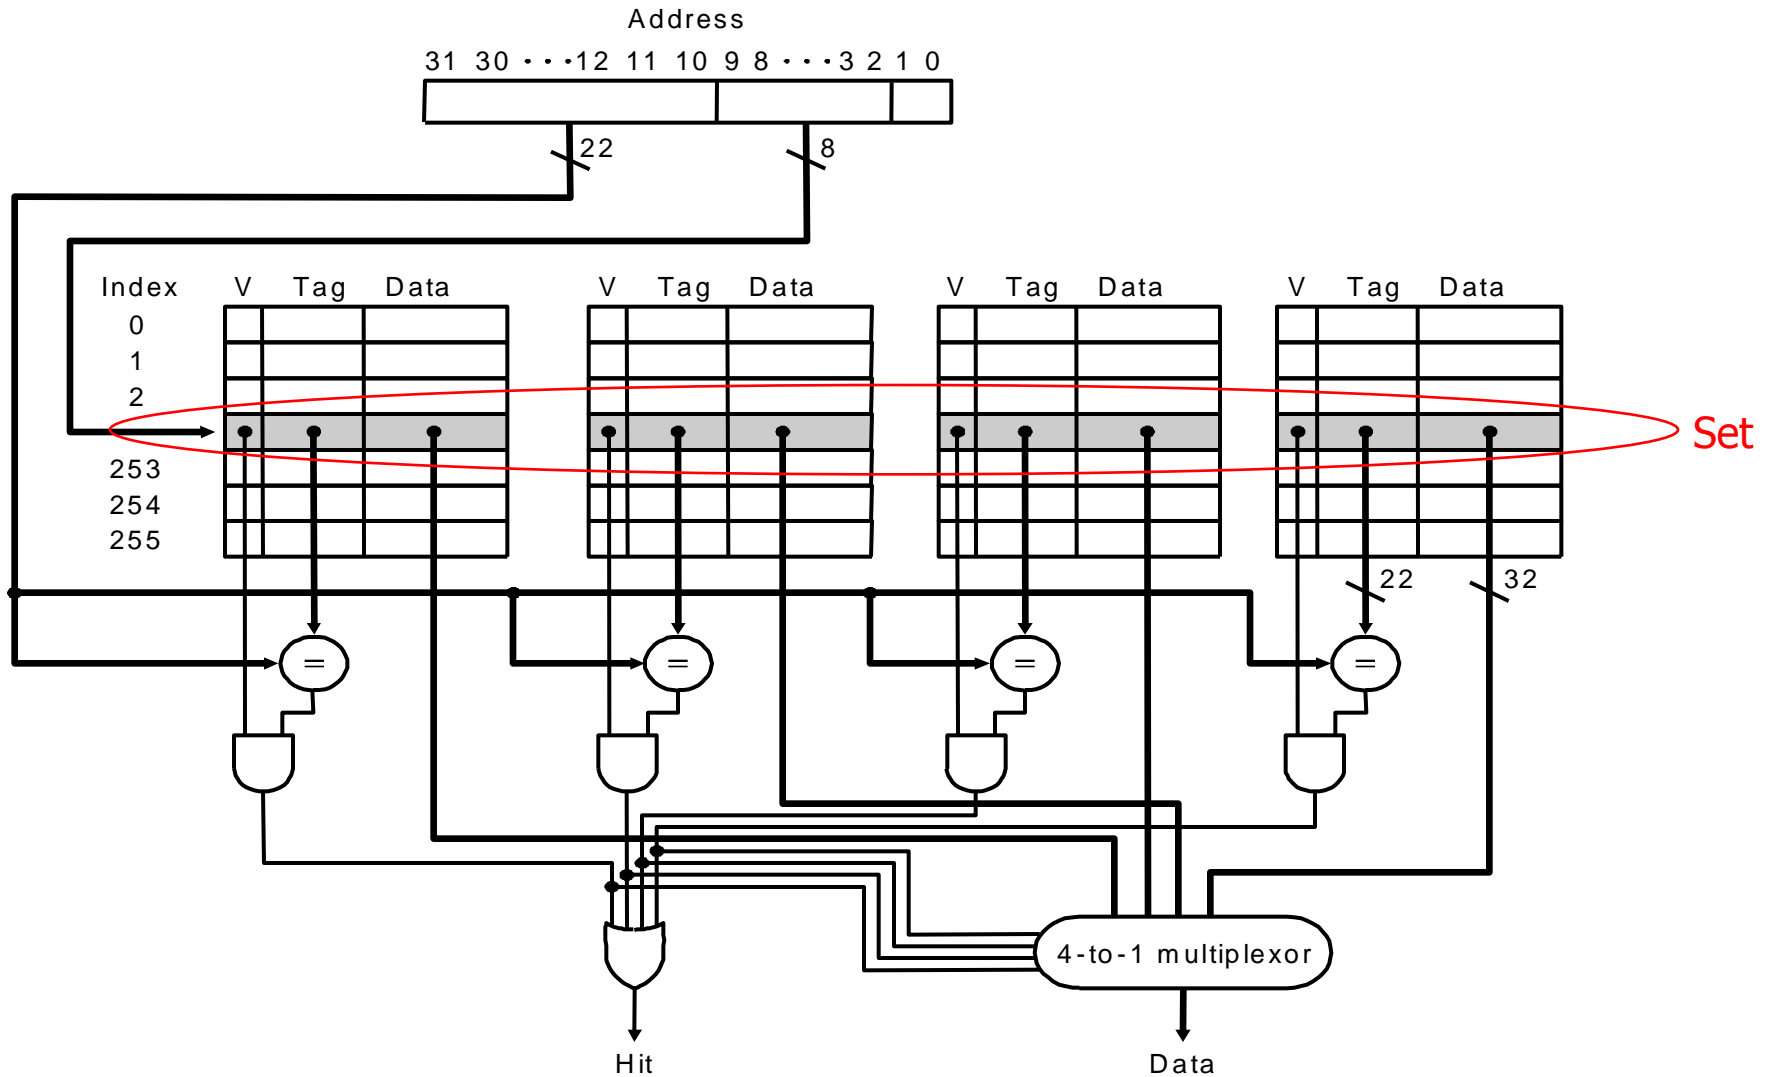 Address
31 30 · · · 12 11 10 9 8 · · · 3 2 1 0
22 8
Index V Tag Data V Tag Data V Tag Data V Tag Data
0
1
2
Set
253
254
255
22 32
= = = =
4-to-1 multiplexor
Hit Data